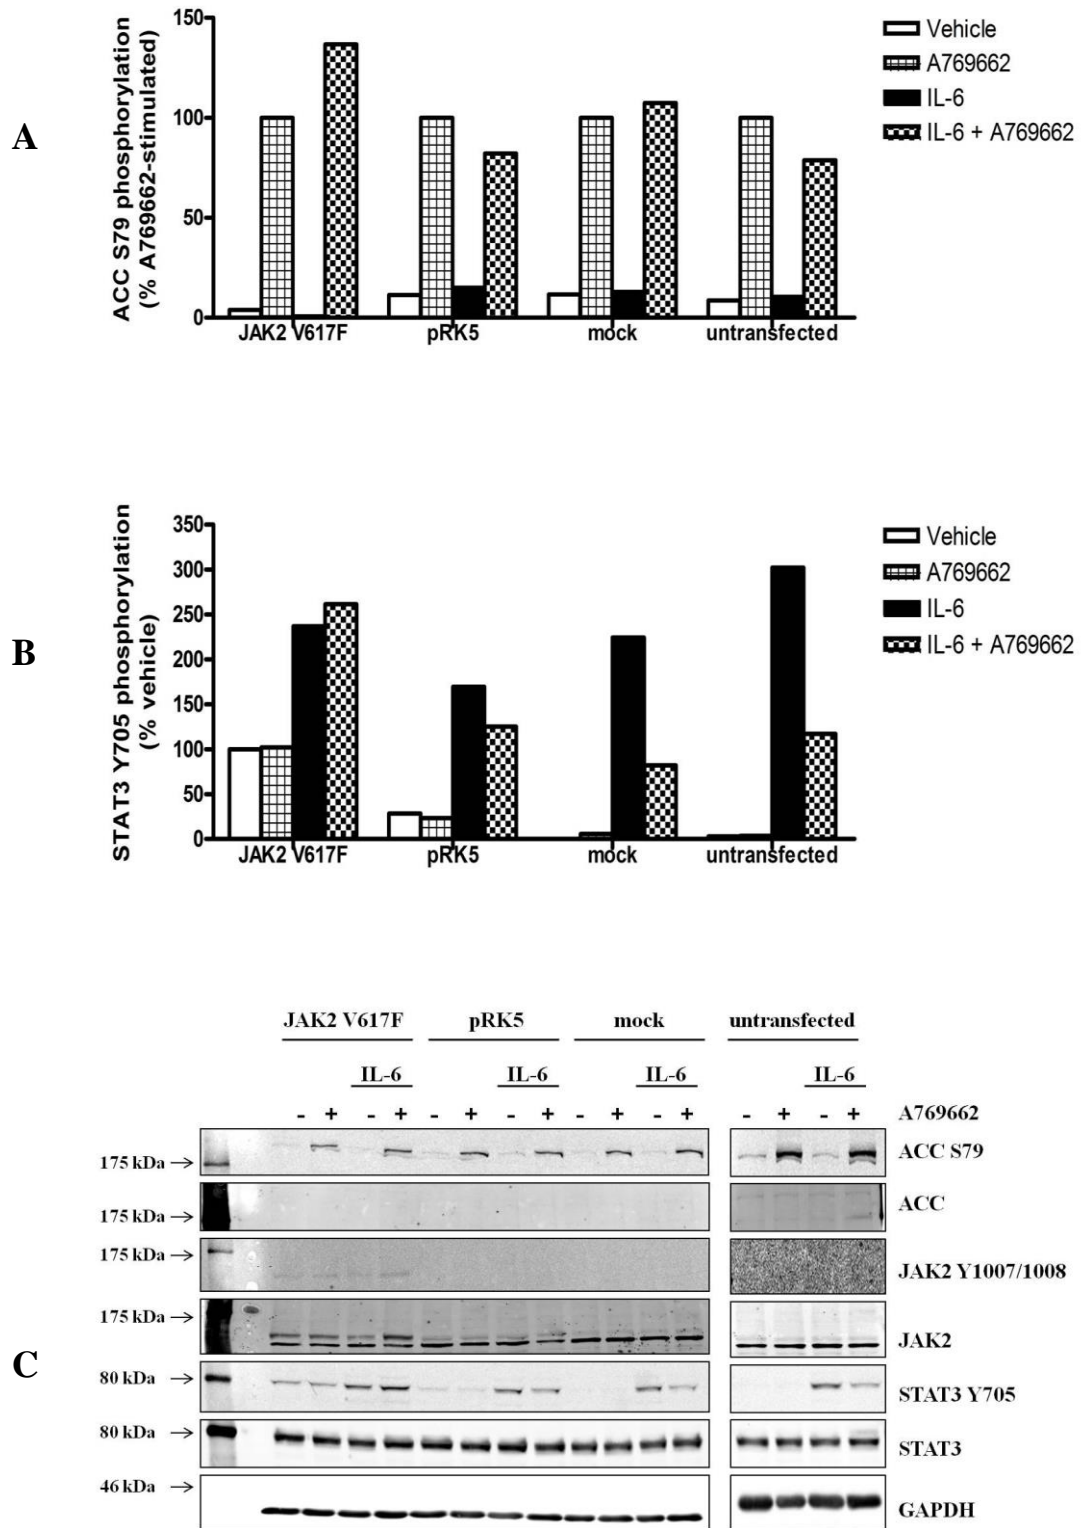 A
ACC S79 phosphorylation
(% A769662-stimulated)
150
100
50
0
JAK2 V617F
pRK5
mock
untransfected
Vehicle
A769662
IL-6
IL-6 + A769662
B
STAT3 Y705 phosphorylation
(% vehicle)
350
300
250
200
150
100
50
0
JAK2 V617F
pRK5
mock
untransfected
Vehicle
A769662
IL-6
IL-6 + A769662
C
JAK2 V617F pRK5 mock untransfected
IL-6 IL-6 IL-6 IL-6
- + - + - + - + - + - + - + - + A769662
175 kDa → ACC S79
175 kDa → ACC
175 kDa → JAK2 Y1007/1008
175 kDa → JAK2
80 kDa → STAT3 Y705
80 kDa → STAT3
46 kDa → GAPDH